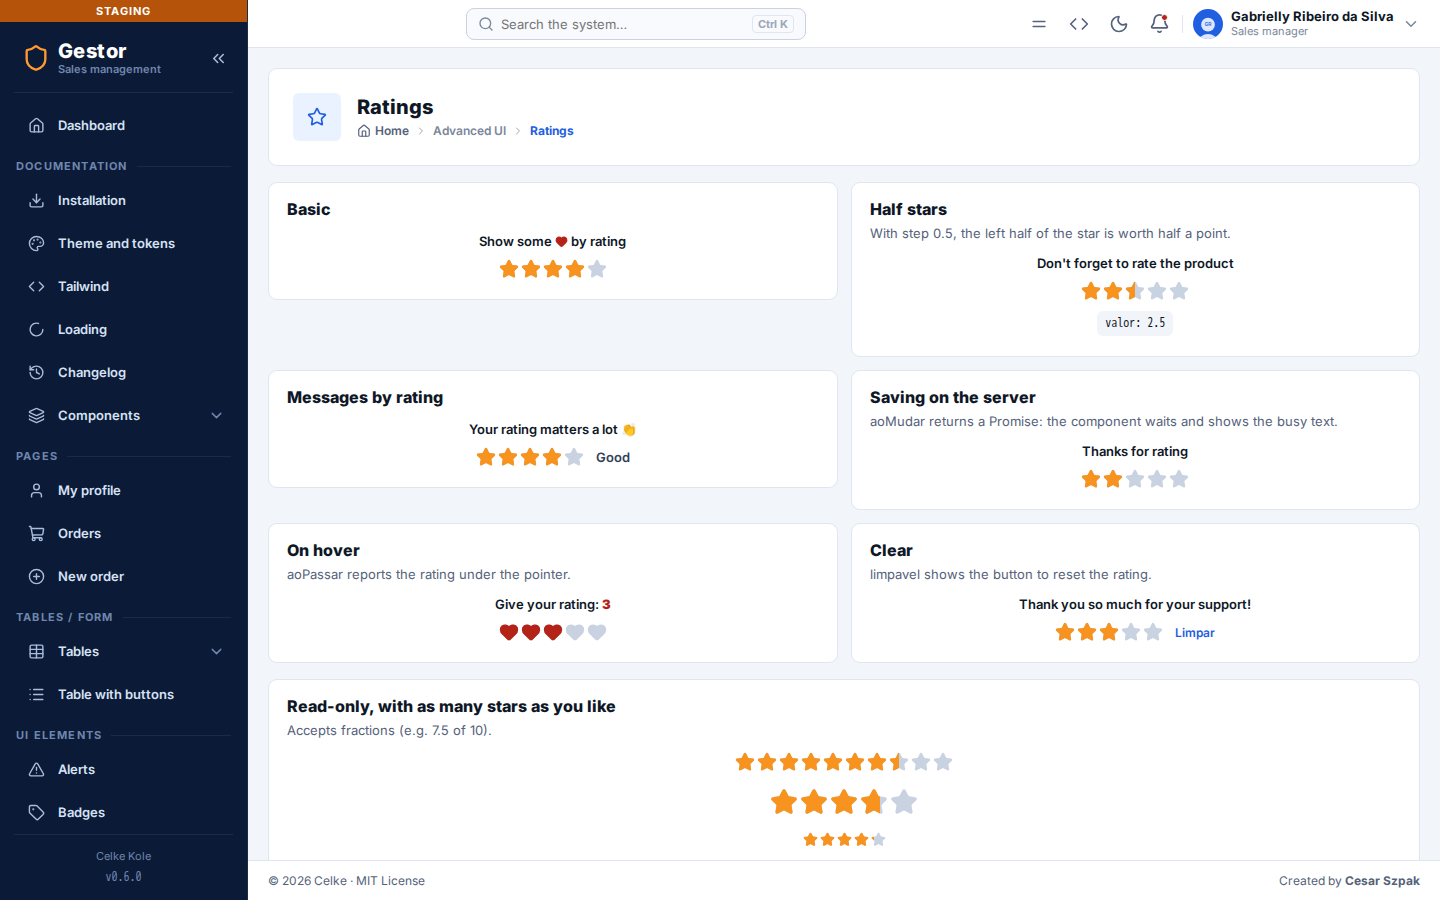 STAGING
Gestor
Sales management
Dashboard
DOCUMENTATION
Installation
Theme and tokens
Tailwind
Loading
Changelog
Components
PAGES
My profile
Orders
New order
TABLES / FORM
Tables
Table with buttons
UI ELEMENTS
Alerts
Badges
Celke Kole
v0.6.0
Search the system...
Ctrl K
GR
Gabrielly Ribeiro da Silva
Sales manager
Ratings
Home
Advanced UI
Ratings
Basic
Show some by rating
Half stars
With step 0.5, the left half of the star is worth half a point.
Don't forget to rate the product
valor: 2.5
Messages by rating
Your rating matters a lot 👏
Good
Saving on the server
aoMudar returns a Promise: the component waits and shows the busy text.
Thanks for rating
On hover
aoPassar reports the rating under the pointer.
Give your rating: 3
Clear
limpavel shows the button to reset the rating.
Thank you so much for your support!
Limpar
Read-only, with as many stars as you like
Accepts fractions (e.g. 7.5 of 10).
© 2026 Celke · MIT License
Created by Cesar Szpak